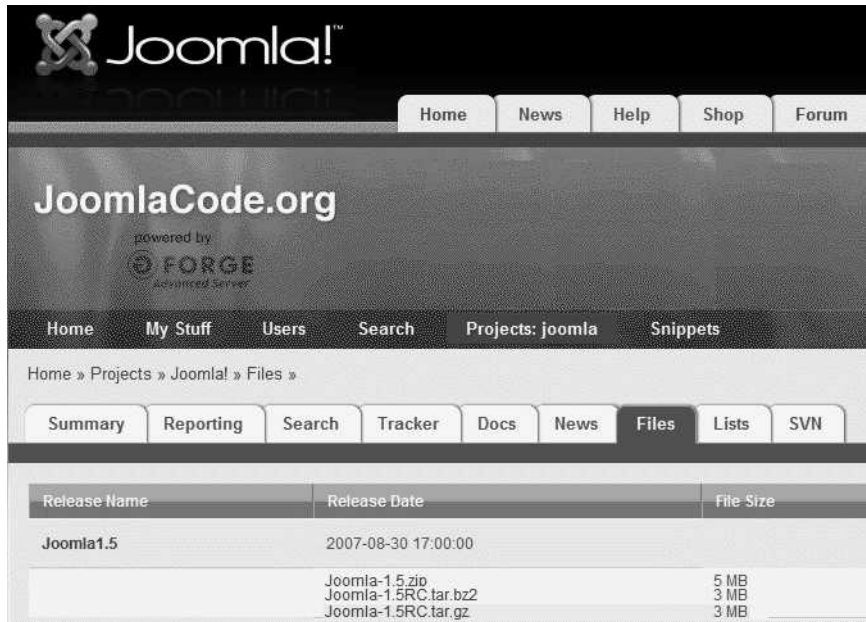 Joomla!™
Home News Help Shop Forum
JoomlaCode.org
powered by
FORGE
Advanced Server
Home My Stuff Users Search Projects: joomla Snippets
Home » Projects » Joomla! » Files »
Summary Reporting Search Tracker Docs News Files Lists SVN
Release Name Release Date File Size
Joomla1.5 2007-08-30 17:00:00
Joomla-1.5.zip 5 MB
Joomla-1.5RC.tar.bz2 3 MB
Joomla-1.5RC.tar.gz 3 MB